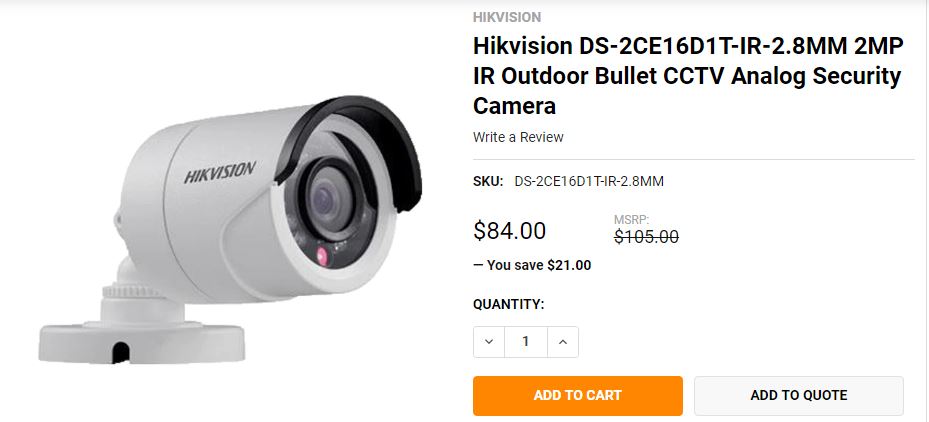 HIKVISION
HIKVISION
Hikvision DS-2CE16D1T-IR-2.8MM 2MP
IR Outdoor Bullet CCTV Analog Security
Camera
Write a Review
SKU: DS-2CE16D1T-IR-2.8MM
MSRP:
$84.00 $105.00
— You save $21.00
QUANTITY:
1
ADD TO CART ADD TO QUOTE